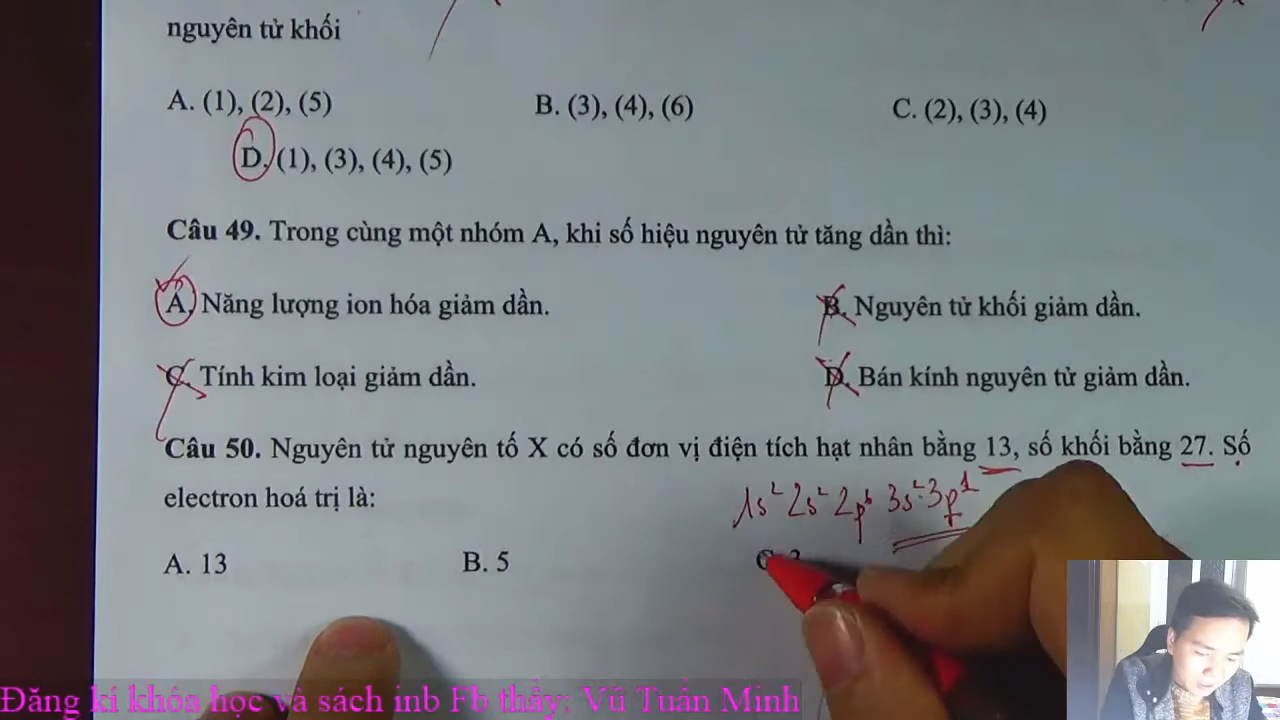 nguyên tử khối
A. (1), (2), (5) B. (3), (4), (6) C. (2), (3), (4)
D. (1), (3), (4), (5)
Câu 49. Trong cùng một nhóm A, khi số hiệu nguyên tử tăng dần thì:
A. Năng lượng ion hóa giảm dần. B. Nguyên tử khối giảm dần.
C. Tính kim loại giảm dần. D. Bán kính nguyên tử giảm dần.
Câu 50. Nguyên tử nguyên tố X có số đơn vị điện tích hạt nhân bằng 13, số khối bằng 27. Số
electron hoá trị là:
1s² 2s² 2p⁶ 3s² 3p¹
A. 13 B. 5
Đăng kí khóa học và sách inb Fb thầy: Vũ Tuấn Minh